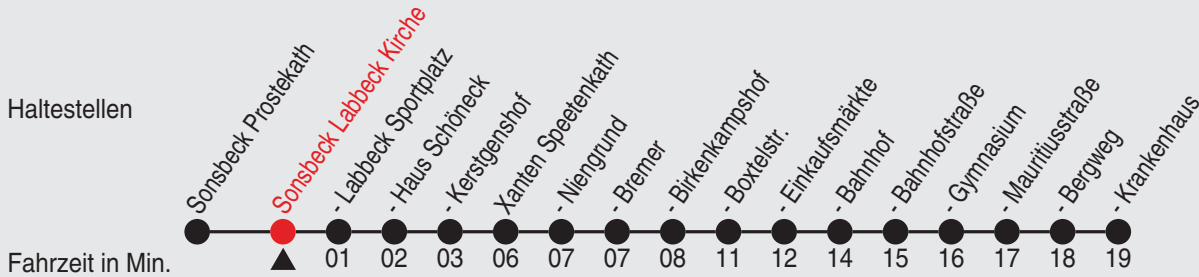 Haltestellen
Sonsbeck Prostekath
Sonsbeck Labbeck Kirche
- Labbeck Sportplatz
- Haus Schöneck
- Kerstgenshof
Xanten Speetenkath
- Niengrund
- Bremer
- Birkenkampshof
- Boxtelstr.
- Einkaufsmärkte
- Bahnhof
- Bahnhofstraße
- Gymnasium
- Mauritiusstraße
- Bergweg
- Krankenhaus
Fahrzeit in Min. 01 02 03 06 07 07 08 11 12 14 15 16 17 18 19